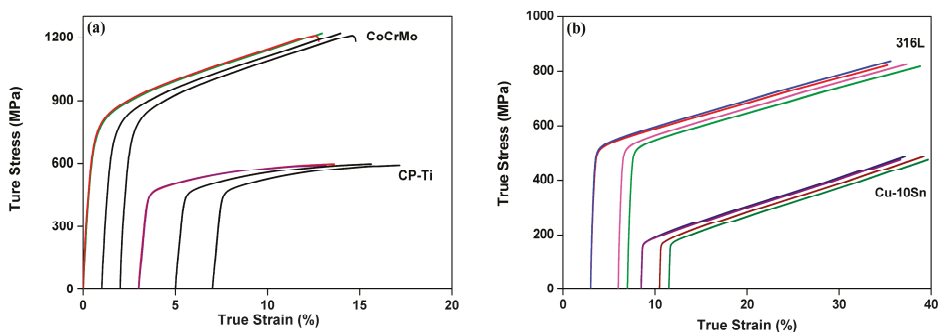 (a)
CoCrMo
CP-Ti
Ture Stress (MPa)
1200
900
600
300
0
0
5
10
15
20
True Strain (%)
(b)
316L
Cu-10Sn
True Stress (MPa)
1000
800
600
400
200
0
0
10
20
30
40
True Strain (%)